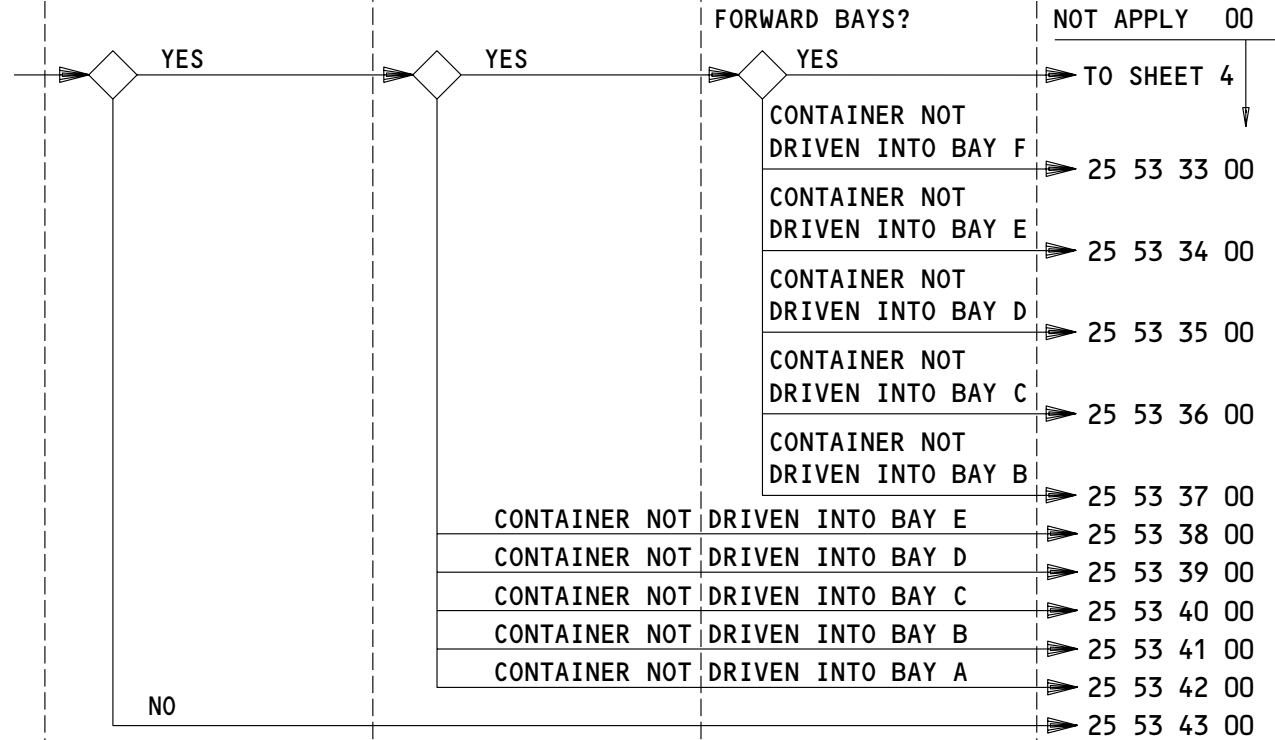 FORWARD BAYS?
NOT APPLY 00
YES
YES
YES
TO SHEET 4
CONTAINER NOT
DRIVEN INTO BAY F
25 53 33 00
CONTAINER NOT
DRIVEN INTO BAY E
25 53 34 00
CONTAINER NOT
DRIVEN INTO BAY D
25 53 35 00
CONTAINER NOT
DRIVEN INTO BAY C
25 53 36 00
CONTAINER NOT
DRIVEN INTO BAY B
25 53 37 00
CONTAINER NOT DRIVEN INTO BAY E
25 53 38 00
CONTAINER NOT DRIVEN INTO BAY D
25 53 39 00
CONTAINER NOT DRIVEN INTO BAY C
25 53 40 00
CONTAINER NOT DRIVEN INTO BAY B
25 53 41 00
CONTAINER NOT DRIVEN INTO BAY A
25 53 42 00
NO
25 53 43 00